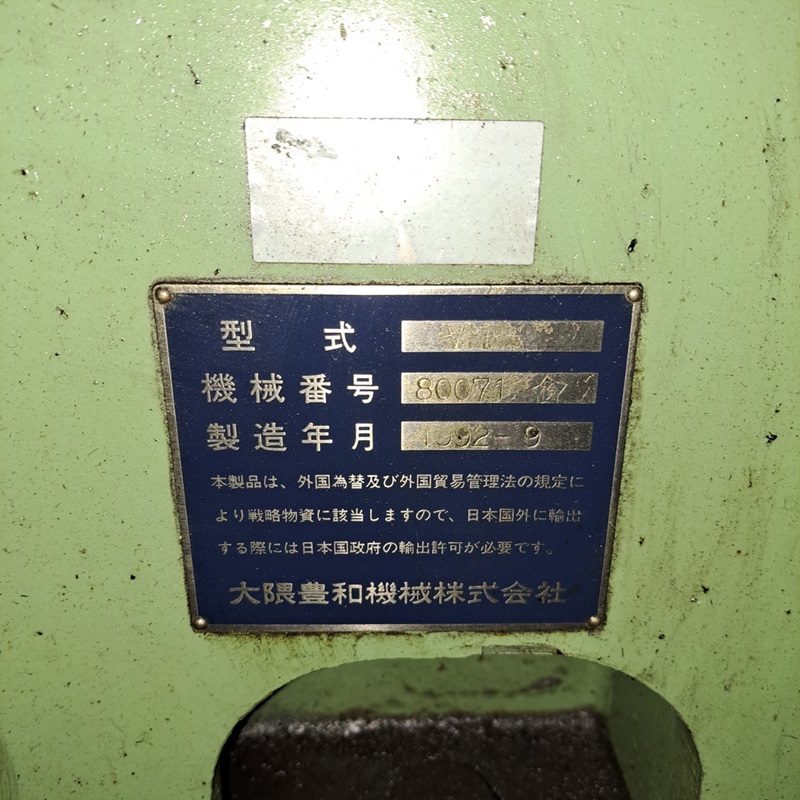 型式
機械番号 80071
製造年月 1992-9
本製品は、外国為替及び外国貿易管理法の規定に
より戦略物資に該当しますので、日本国外に輸出
する際には日本国政府の輸出許可が必要です。
大隈豊和機械株式会社